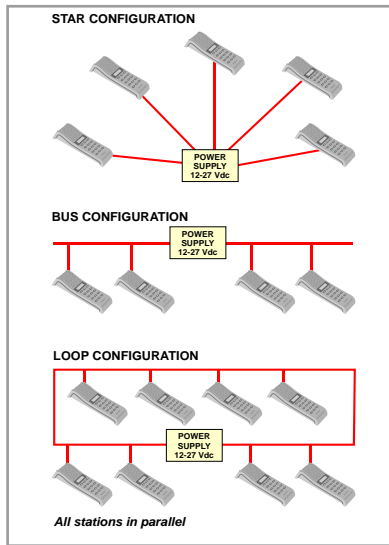 STAR CONFIGURATION
POWER
SUPPLY
12-27 Vdc
BUS CONFIGURATION
POWER
SUPPLY
12-27 Vdc
LOOP CONFIGURATION
POWER
SUPPLY
12-27 Vdc
All stations in parallel